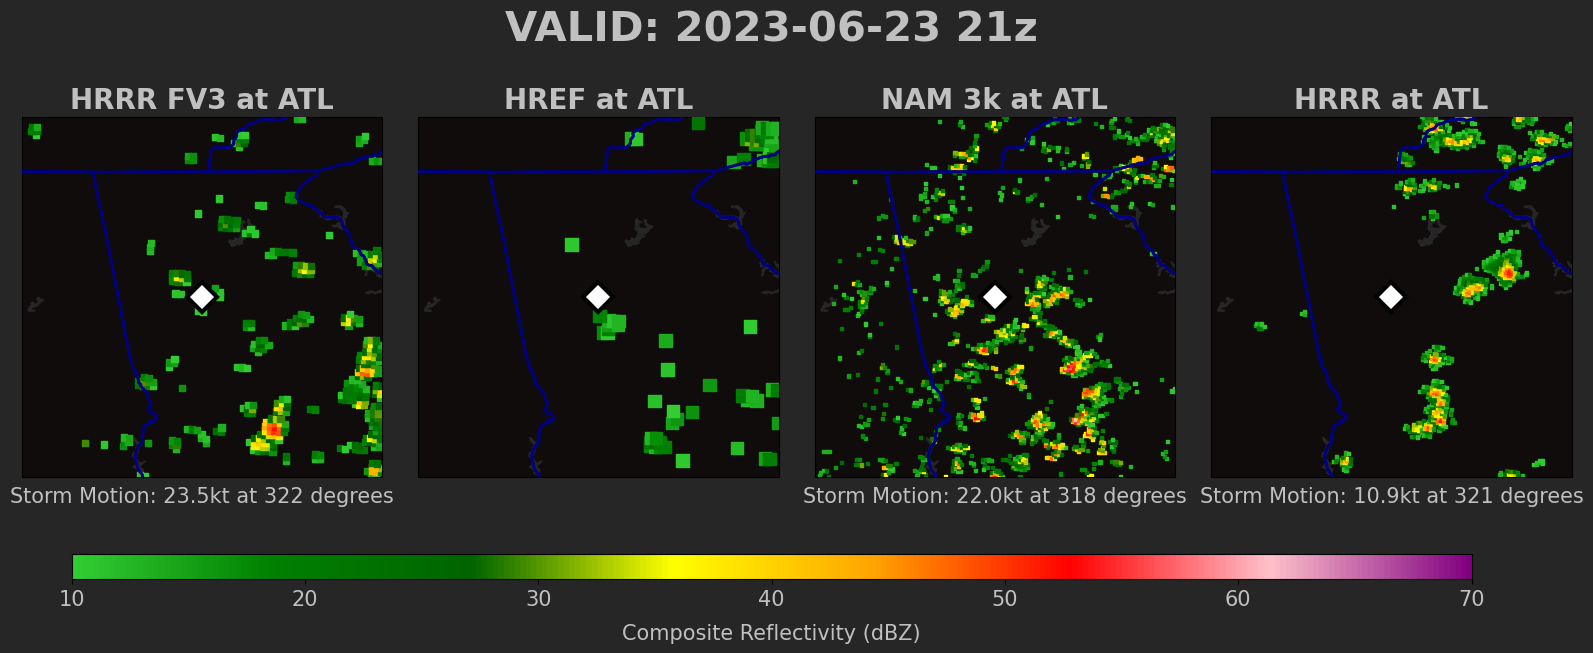 VALID: 2023-06-23 21z
HRRR FV3 at ATL
HREF at ATL
NAM 3k at ATL
HRRR at ATL
Storm Motion: 23.5kt at 322 degrees
Storm Motion: 22.0kt at 318 degrees
Storm Motion: 10.9kt at 321 degrees
10 20 30 40 50 60 70
Composite Reflectivity (dBZ)